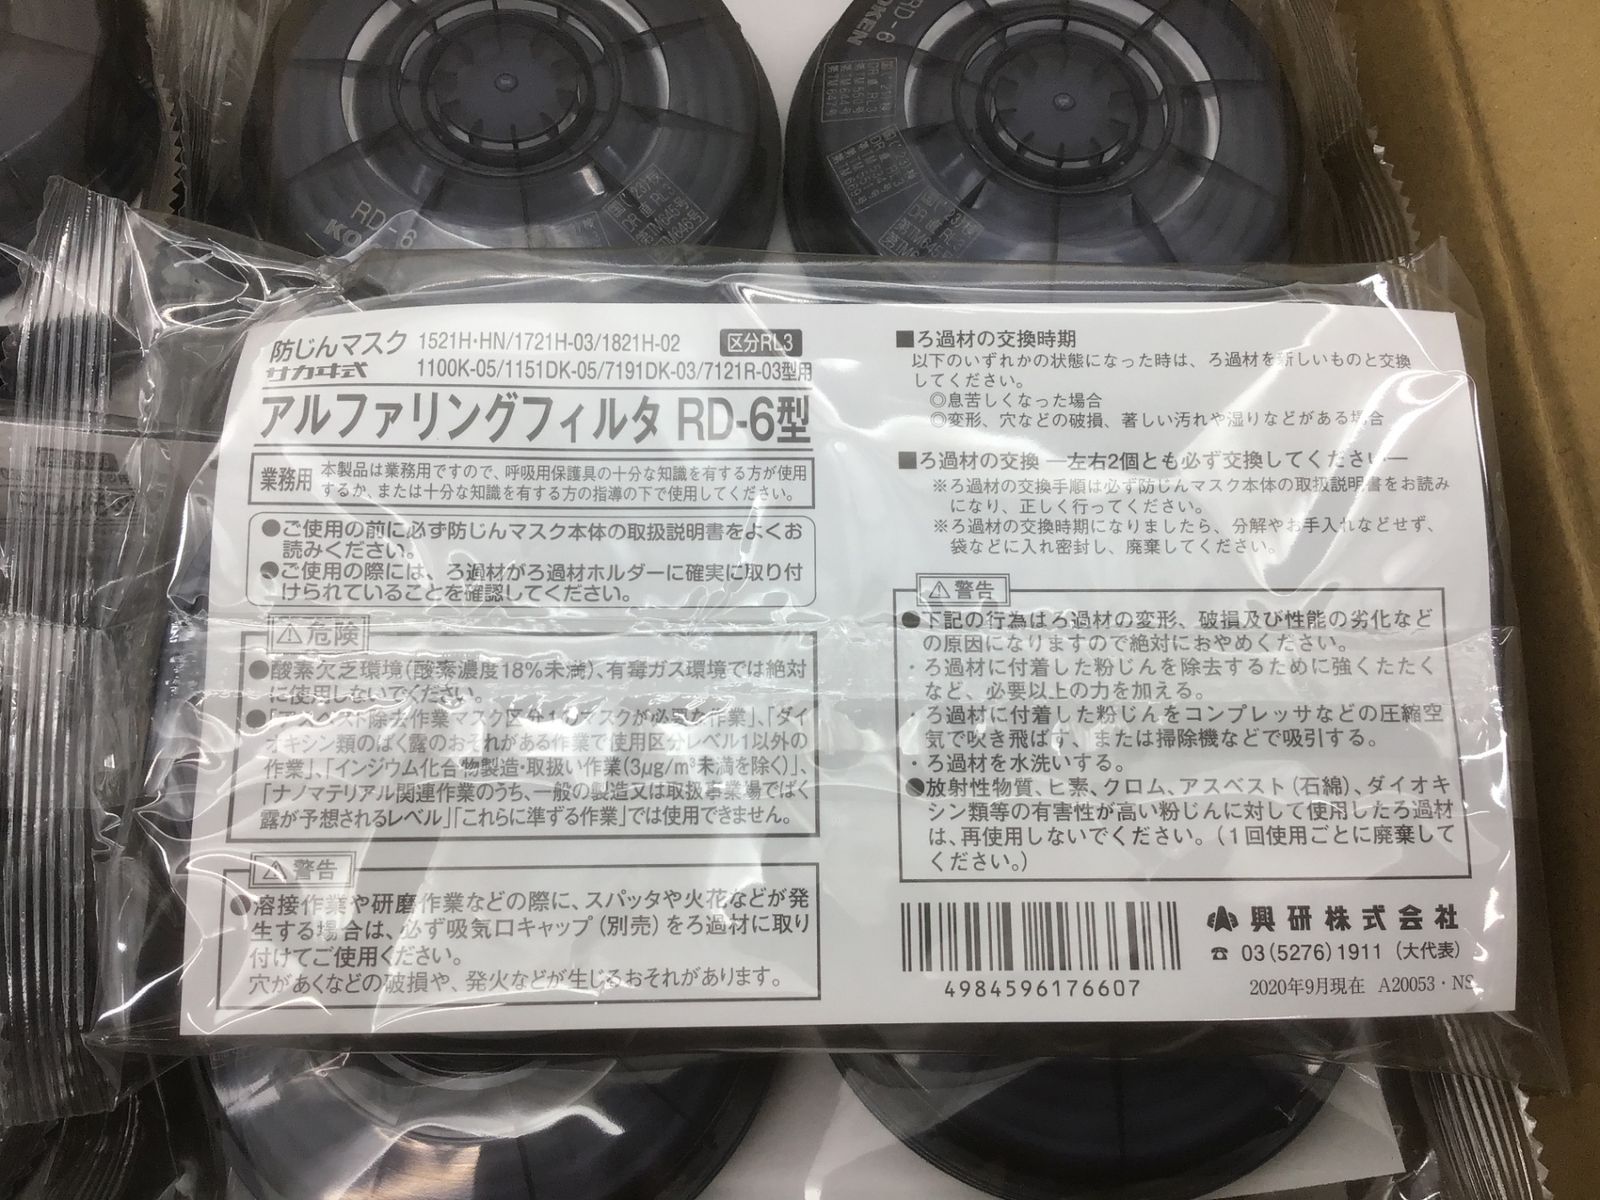 RD-6
KOKEN
RD-6
防じんマスク 1521H・HN/1721H-03/1821H-02 区分RL3
サカヰ式 1100K-05/1151DK-05/7191DK-03/7121R-03型用
アルファリングフィルタ RD-6型
業務用 本製品は業務用ですので、呼吸用保護具の十分な知識を有する方が使用
するか、または十分な知識を有する方の指導の下で使用してください。
●ご使用の前に必ず防じんマスク本体の取扱説明書をよくお
読みください。
●ご使用の際には、ろ過材がろ過材ホルダーに確実に取り付
けられていることを確認してください。
⚠危険
●酸素欠乏環境(酸素濃度18%未満)、有毒ガス環境では絶対
に使用しないでください。
●「アスベスト除去作業マスク区分1のマスクが必要な作業」、「ダイ
オキシン類のばく露のおそれがある作業で使用区分レベル1以外の
作業」、「インジウム化合物製造・取扱い作業(3μg/m³未満を除く)」、
「ナノマテリアル関連作業のうち、一般の製造又は取扱事業場でばく
露が予想されるレベル」「これらに準ずる作業」では使用できません。
⚠警告
●溶接作業や研磨作業などの際に、スパッタや火花などが発
生する場合は、必ず吸気口キャップ(別売)をろ過材に取り
付けてご使用ください。
穴があくなどの破損や、発火などが生じるおそれがあります。
■ろ過材の交換時期
以下のいずれかの状態になった時は、ろ過材を新しいものと交換
してください。
◎息苦しくなった場合
◎変形、穴などの破損、著しい汚れや湿りなどがある場合
■ろ過材の交換 ―左右2個とも必ず交換してください―
※ろ過材の交換手順は必ず防じんマスク本体の取扱説明書をお読み
になり、正しく行ってください。
※ろ過材の交換時期になりましたら、分解やお手入れなどせず、
袋などに入れ密封し、廃棄してください。
⚠警告
●下記の行為はろ過材の変形、破損及び性能の劣化など
の原因になりますので絶対におやめください。
・ろ過材に付着した粉じんを除去するために強くたたく
など、必要以上の力を加える。
・ろ過材に付着した粉じんをコンプレッサなどの圧縮空
気で吹き飛ばす、または掃除機などで吸引する。
・ろ過材を水洗いする。
●放射性物質、ヒ素、クロム、アスベスト(石綿)、ダイオキ
シン類等の有害性が高い粉じんに対して使用したろ過材
は、再使用しないでください。(1回使用ごとに廃棄して
ください。)
4984596176607
興研株式会社
☎ 03(5276)1911(大代表)
2020年9月現在 A20053・NS